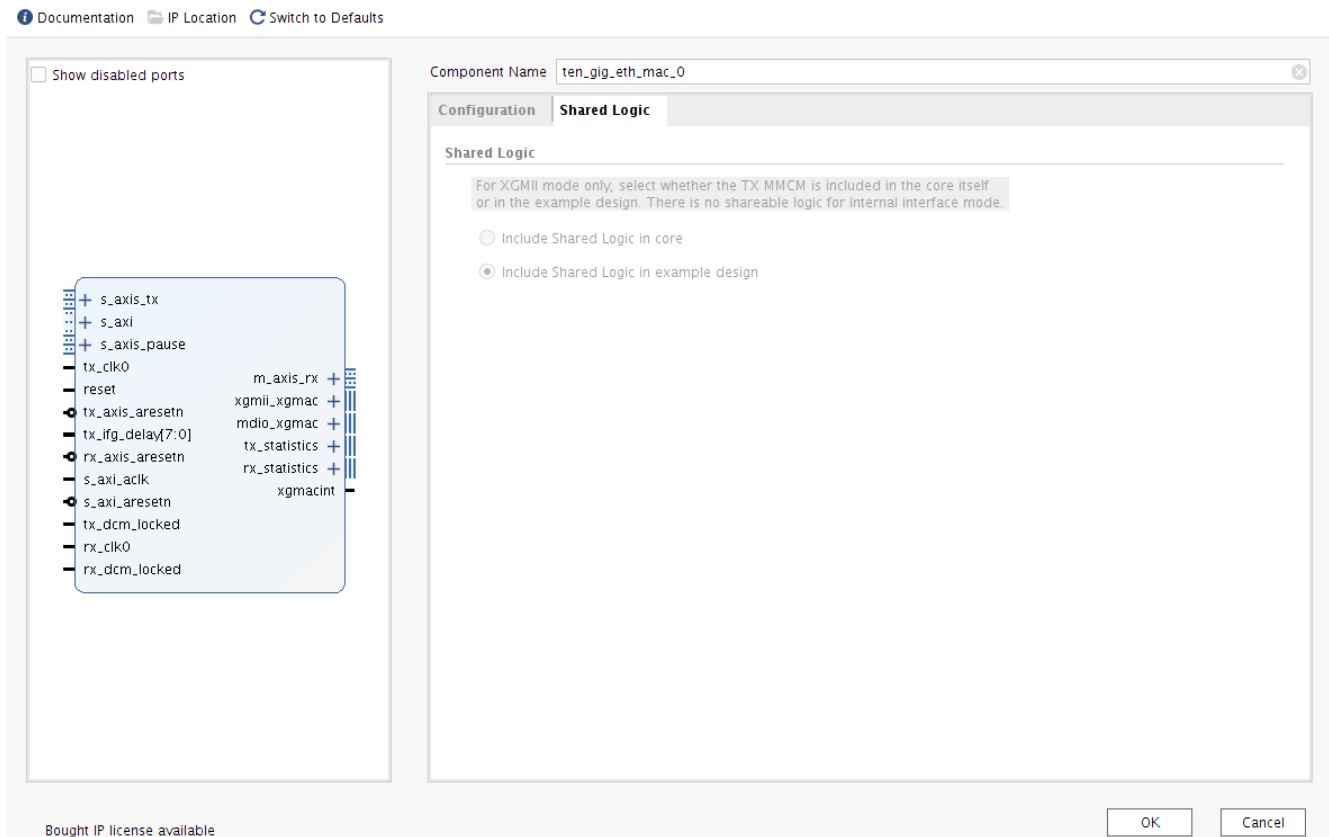 Documentation IP Location Switch to Defaults
Show disabled ports
s_axis_tx
s_axi
s_axis_pause
tx_clk0
reset
tx_axis_aresetn
tx_ifg_delay[7:0]
rx_axis_aresetn
s_axi_aclk
s_axi_aresetn
tx_dcm_locked
rx_clk0
rx_dcm_locked
m_axis_rx
xgmii_xgmac
mdio_xgmac
tx_statistics
rx_statistics
xgmacint
Component Name ten_gig_eth_mac_0
Configuration Shared Logic
Shared Logic
For XGMII mode only, select whether the TX MMCM is included in the core itself
or in the example design. There is no shareable logic for Internal interface mode.
Include Shared Logic in core
Include Shared Logic in example design
Bought IP license available
OK Cancel